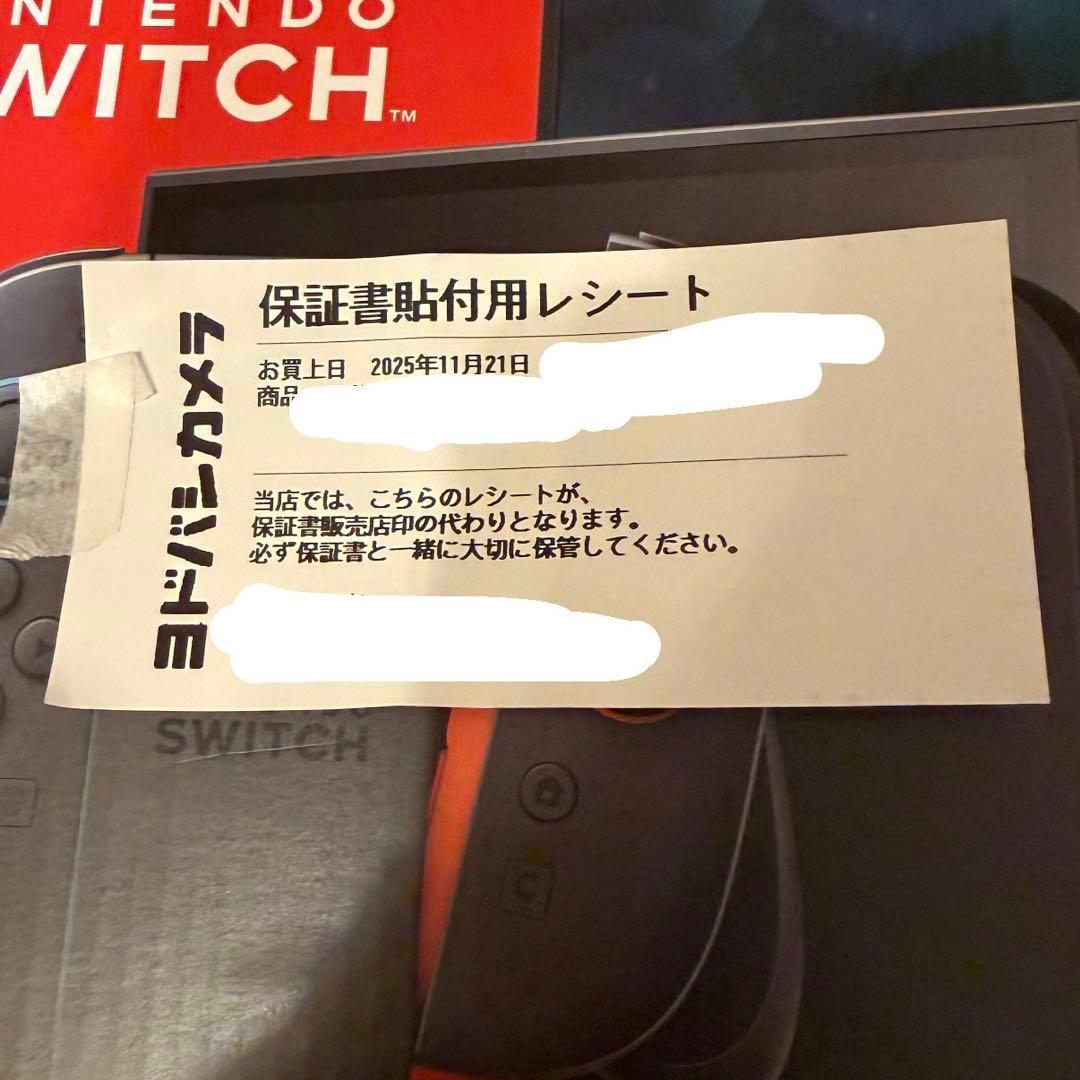 NINTENDO
SWITCH™
ヨドバシカメラ
保証書貼付用レシート
お買上日 2025年11月21日
商品
当店では、こちらのレシートが、
保証書販売店印の代わりとなります。
必ず保証書と一緒に大切に保管してください。
SWITCH
C